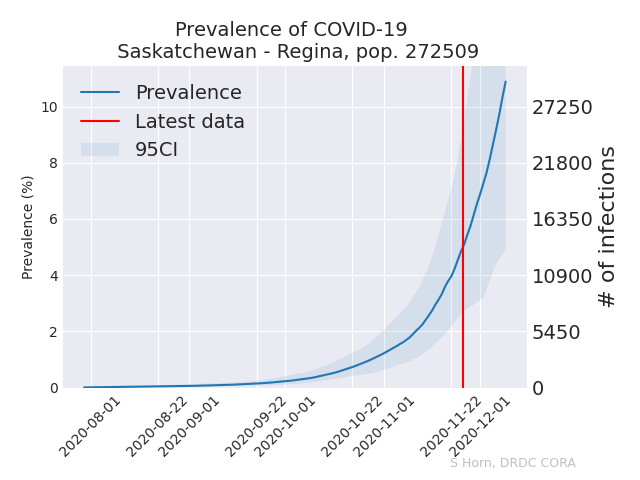 Prevalence of COVID-19
Saskatchewan - Regina, pop. 272509
Prevalence
Latest data
95CI
Prevalence (%)
10
8
6
4
2
0
27250
21800
16350
10900
5450
0
# of infections
2020-08-01
2020-08-22
2020-09-01
2020-09-22
2020-10-01
2020-10-22
2020-11-01
2020-11-22
2020-12-01
S Horn, DRDC CORA